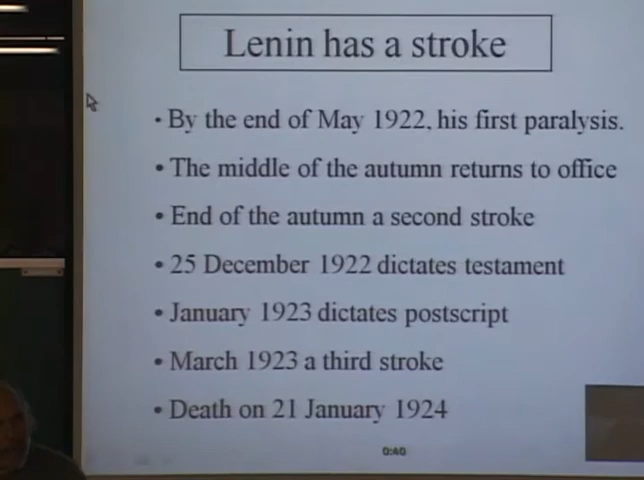 Lenin has a stroke
• By the end of May 1922, his first paralysis.
• The middle of the autumn returns to office
• End of the autumn a second stroke
• 25 December 1922 dictates testament
• January 1923 dictates postscript
• March 1923 a third stroke
• Death on 21 January 1924
0:40